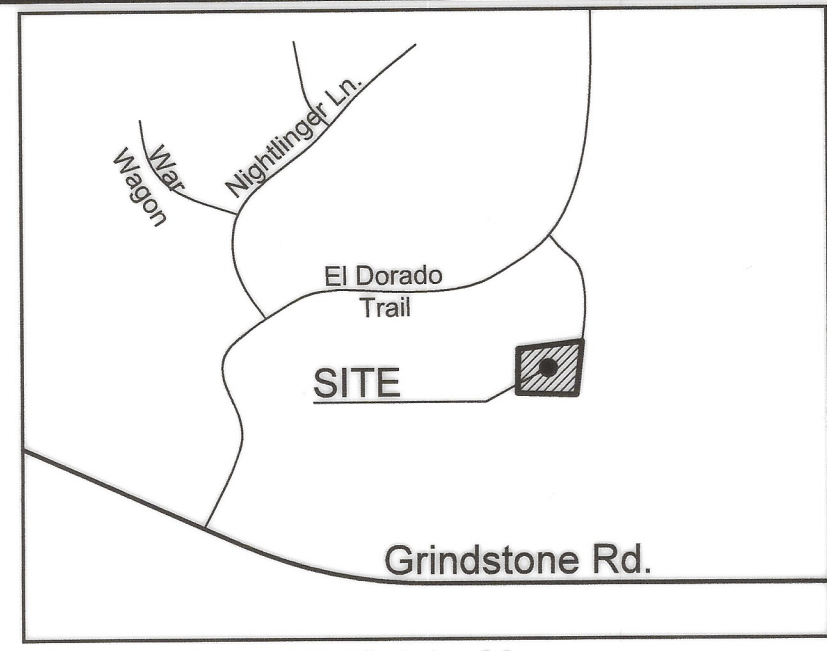 Nightlinger Ln.
War
Wagon
El Dorado
Trail
SITE
Grindstone Rd.